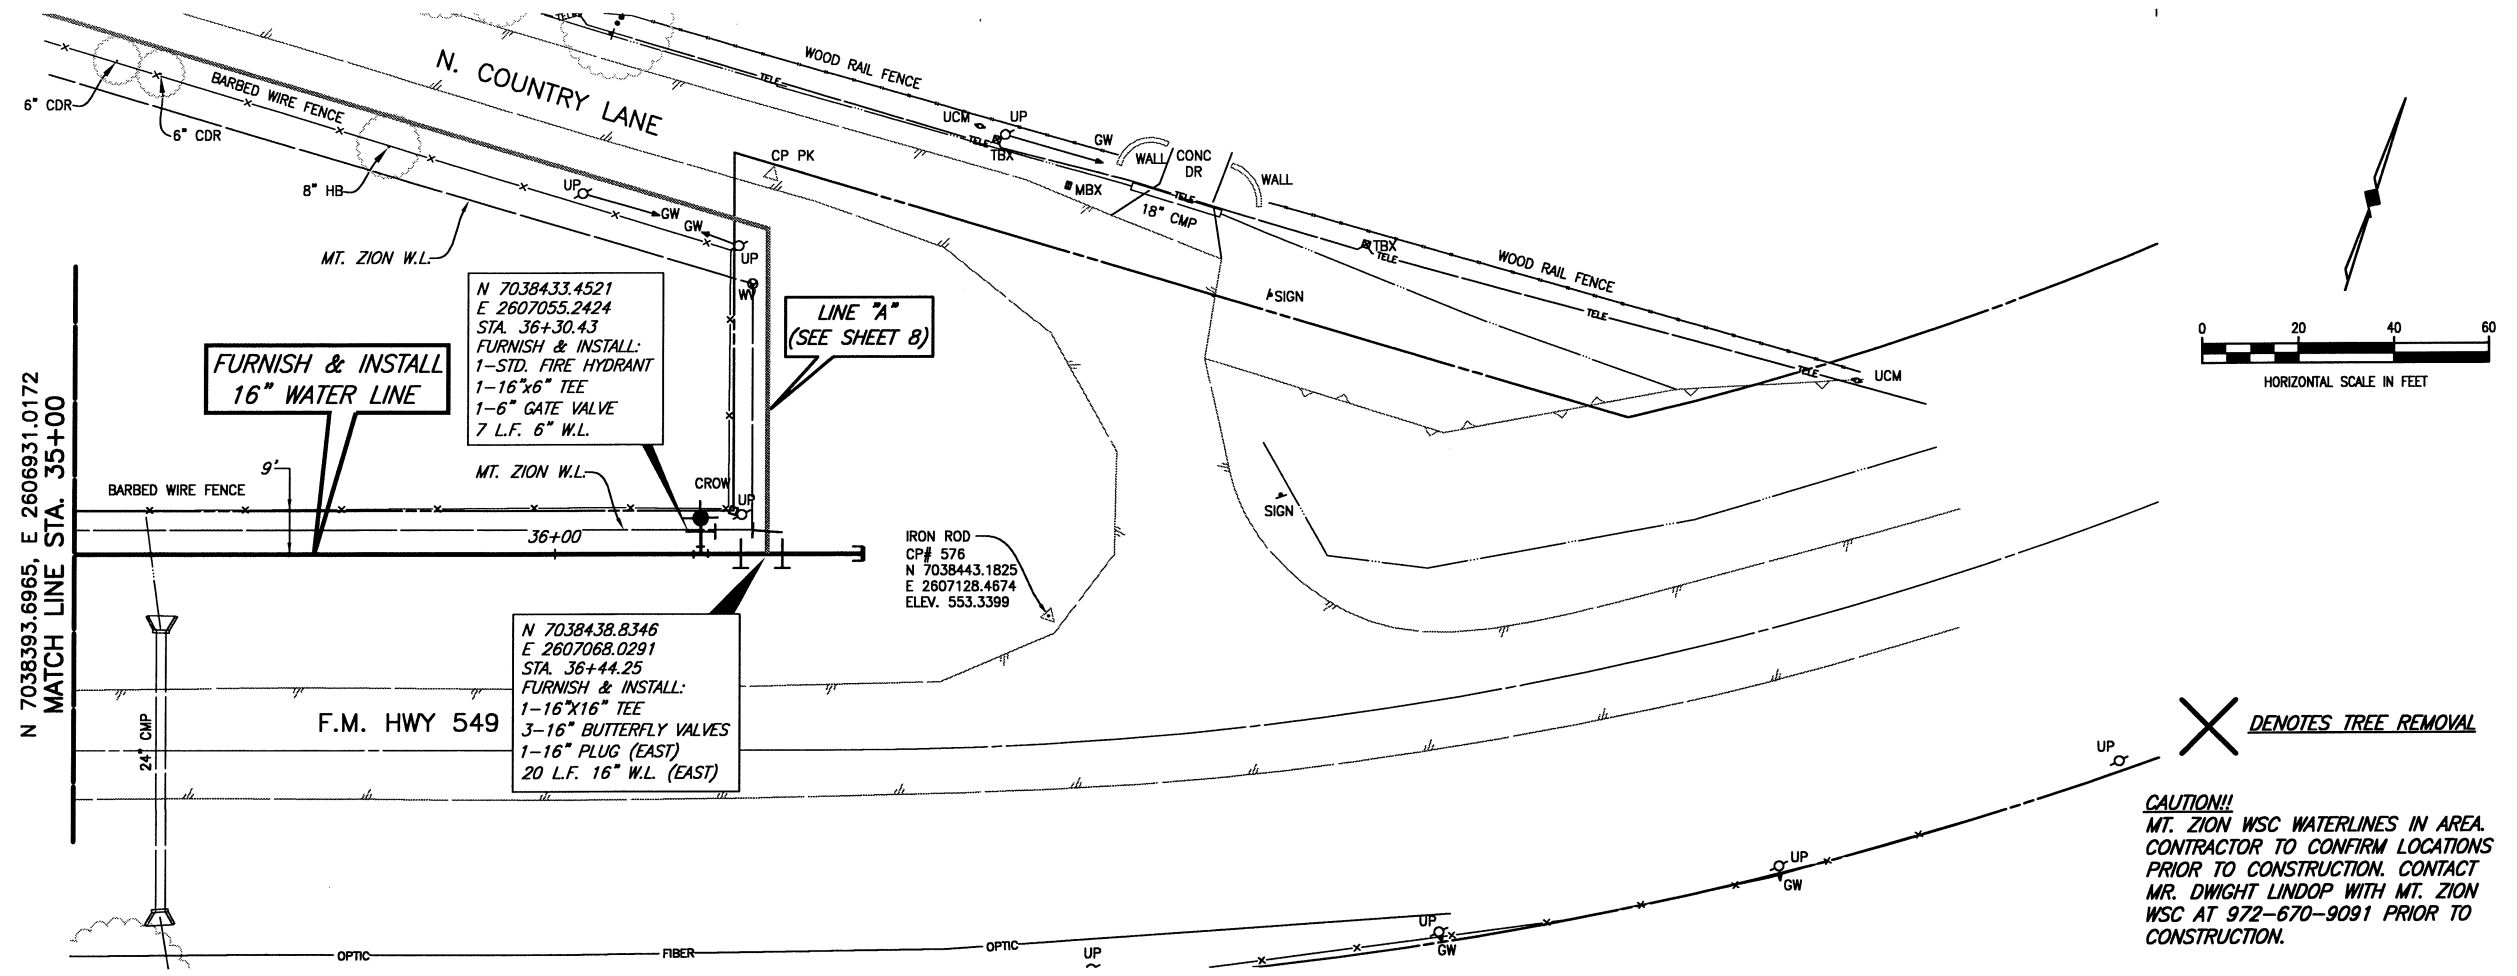 TELE
WOOD RAIL FENCE
N. COUNTRY LANE
6" CDR
BARBED WIRE FENCE
6" CDR
TELE
UCM
UP
GW
TELE
TBX
WALL
CONC
DR
WALL
CP PK
8" HB
UP
GW
MBX
TELE
18" CMP
GW
UP
MT. ZION W.L.
TBX
TELE
WOOD RAIL FENCE
WV
SIGN
TELE
N 7038433.4521
E 2607055.2424
STA. 36+30.43
FURNISH & INSTALL:
1-STD. FIRE HYDRANT
1-16"x6" TEE
1-6" GATE VALVE
7 L.F. 6" W.L.
LINE "A"
(SEE SHEET 8)
0 20 40 60
HORIZONTAL SCALE IN FEET
TELE
UCM
FURNISH & INSTALL
16" WATER LINE
N 7038393.6965, E 2606931.0172
MATCH LINE STA. 35+00
9'
MT. ZION W.L.
CROW
BARBED WIRE FENCE
UP
SIGN
36+00
IRON ROD
CP# 576
N 7038443.1825
E 2607128.4674
ELEV. 553.3399
N 7038438.8346
E 2607068.0291
STA. 36+44.25
FURNISH & INSTALL:
1-16"X16" TEE
3-16" BUTTERFLY VALVES
1-16" PLUG (EAST)
20 L.F. 16" W.L. (EAST)
F.M. HWY 549
24" CMP
DENOTES TREE REMOVAL
UP
CAUTION!!
MT. ZION WSC WATERLINES IN AREA.
CONTRACTOR TO CONFIRM LOCATIONS
PRIOR TO CONSTRUCTION. CONTACT
MR. DWIGHT LINDOP WITH MT. ZION
WSC AT 972-670-9091 PRIOR TO
CONSTRUCTION.
UP
GW
UP
GW
OPTIC
FIBER
OPTIC
UP